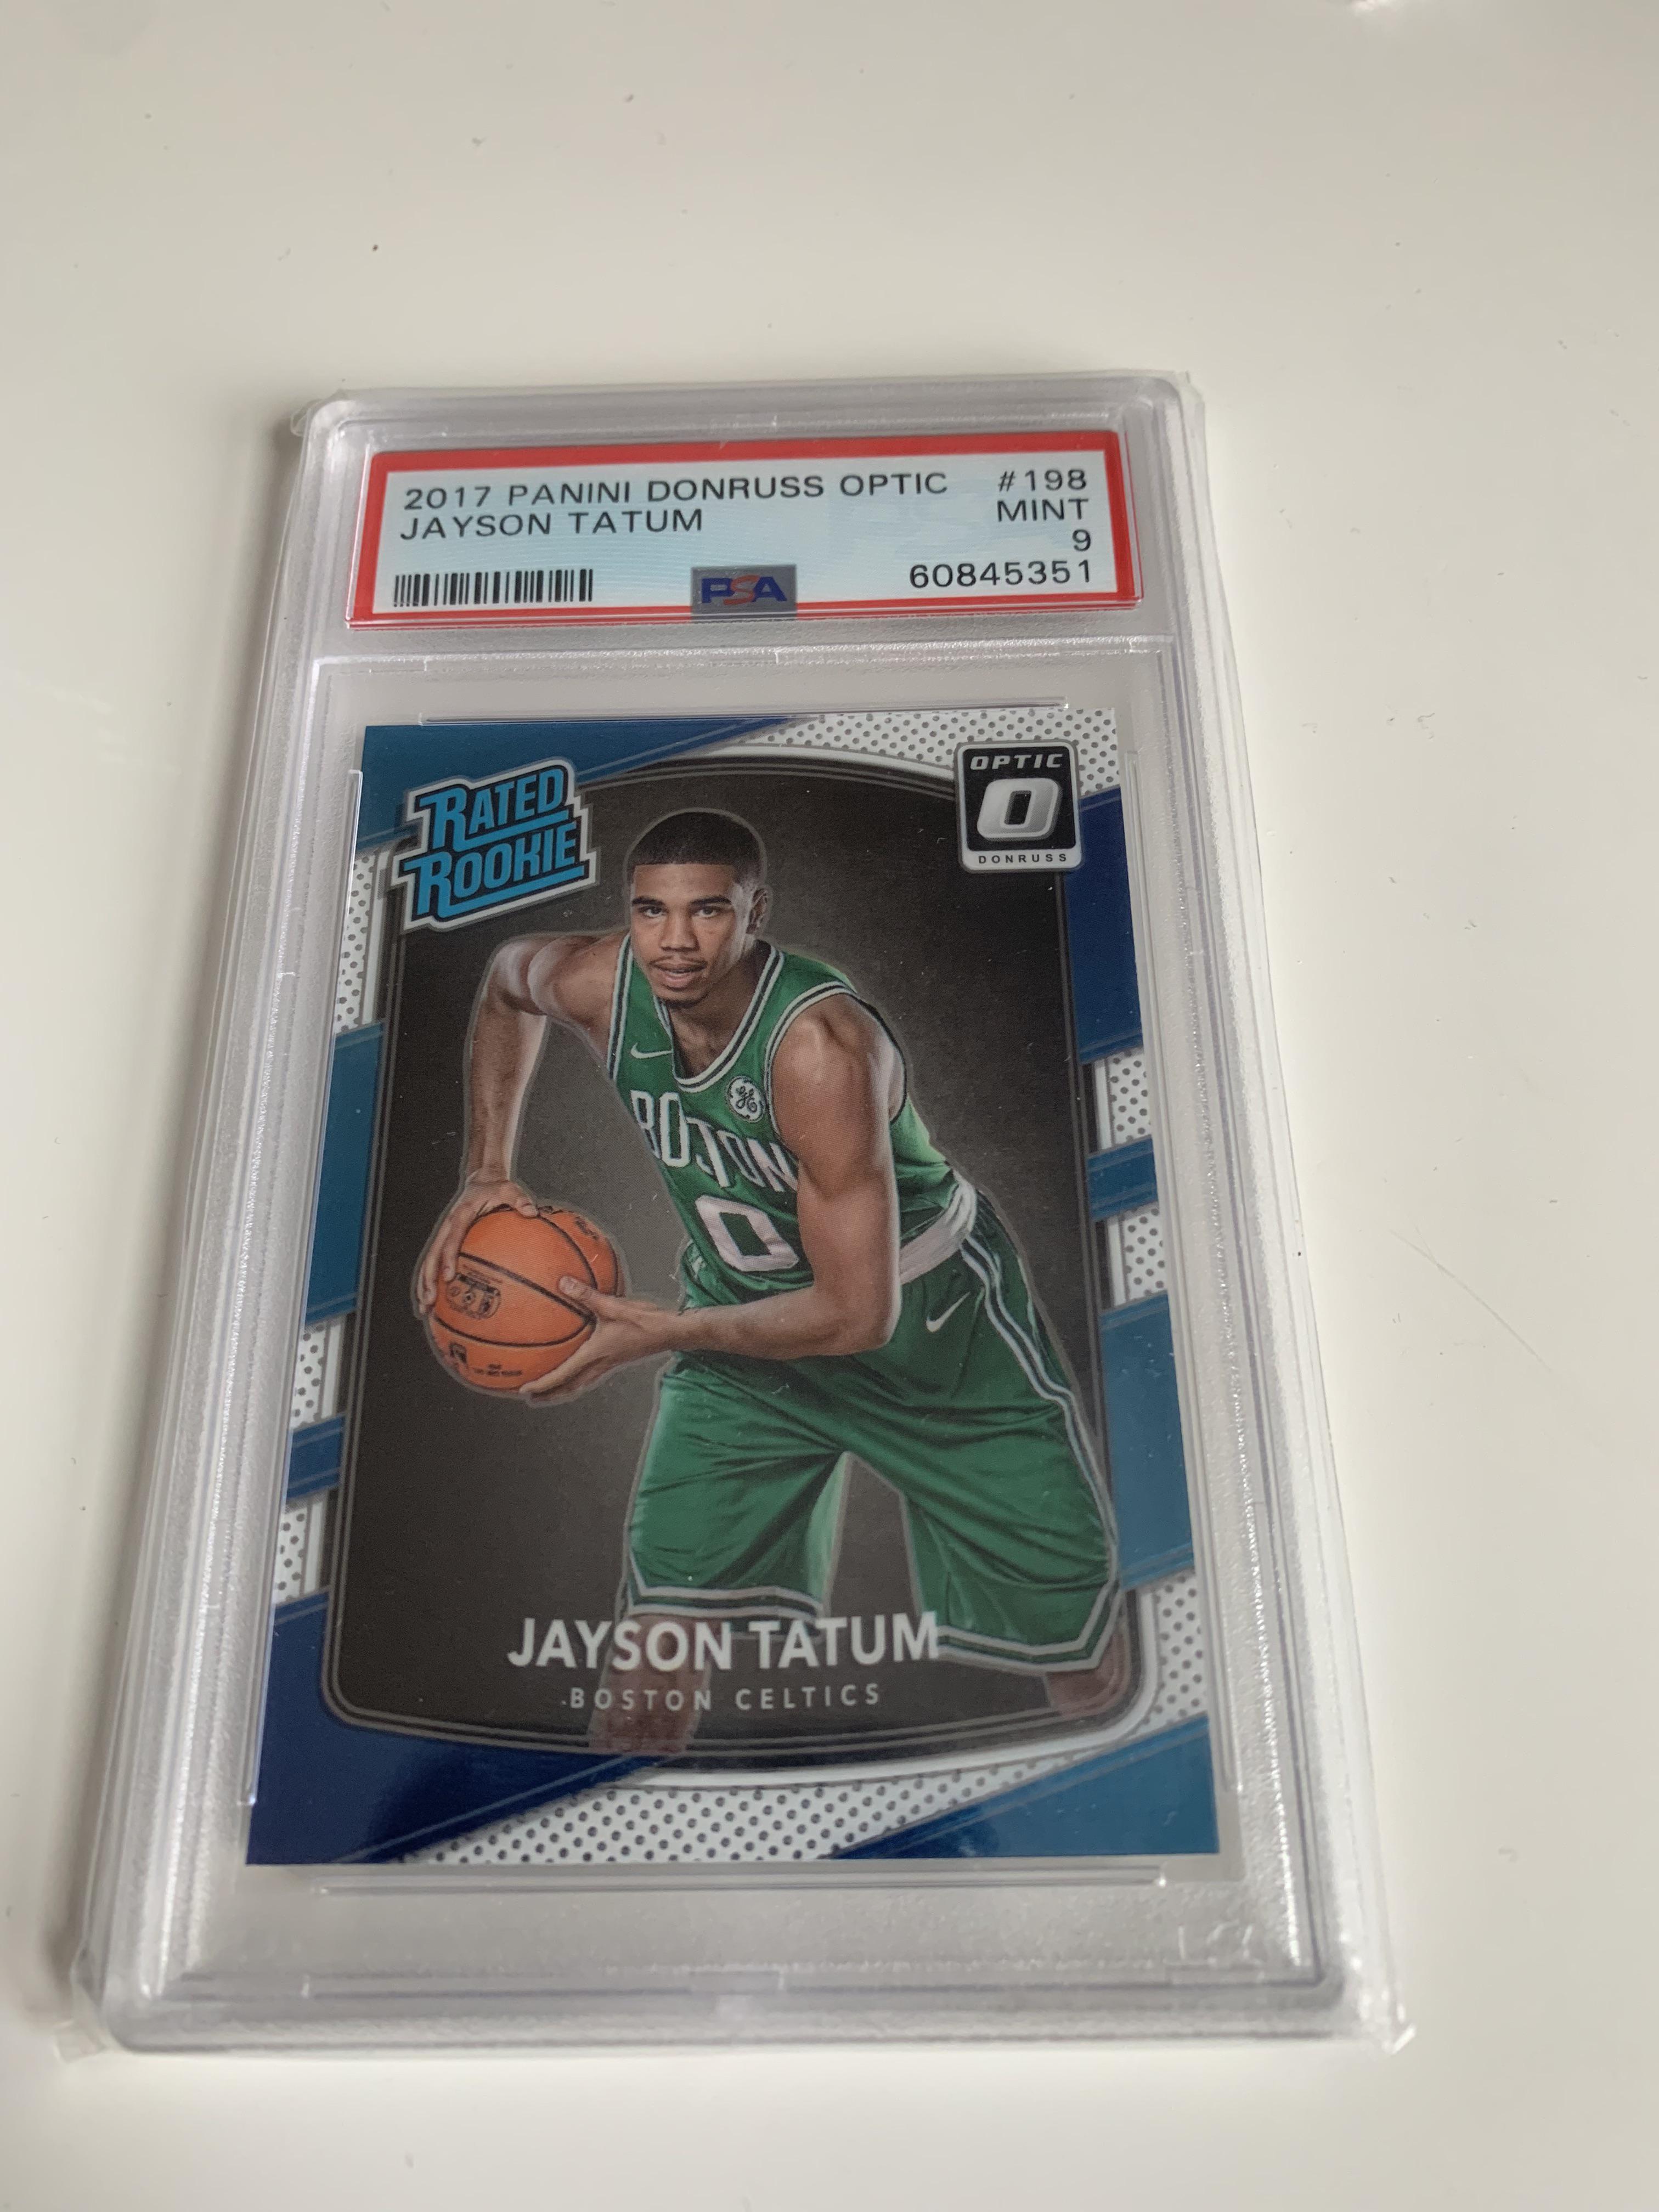 2017 PANINI DONRUSS OPTIC #198
JAYSON TATUM MINT
9
PSA 60845351
RATED
ROOKIE
OPTIC
O
DONRUSS
BOSTON
0
JAYSON TATUM
BOSTON CELTICS